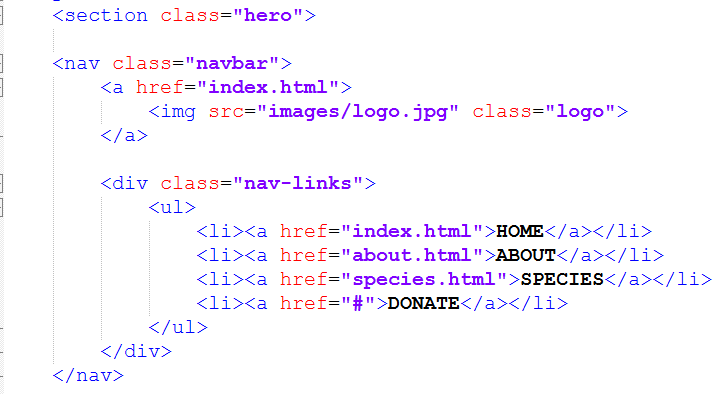 <section class="hero">
<nav class="navbar">
<a href="index.html">
<img src="images/logo.jpg" class="logo">
</a>
<div class="nav-links">
<ul>
<li><a href="index.html">HOME</a></li>
<li><a href="about.html">ABOUT</a></li>
<li><a href="species.html">SPECIES</a></li>
<li><a href="#">DONATE</a></li>
</ul>
</div>
</nav>